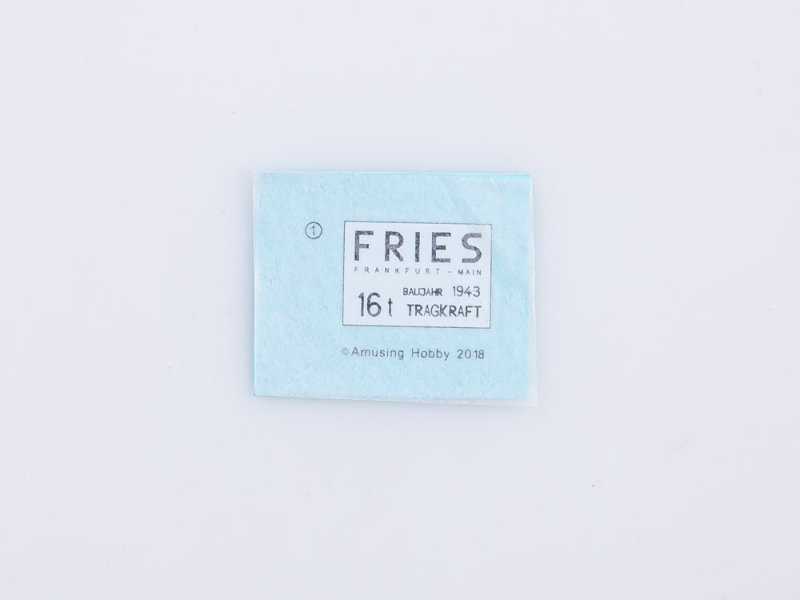 ①
FRIES
FRANKFURT – MAIN
BAUJAHR 1943
16 t TRAGKRAFT
© Amusing Hobby 2018